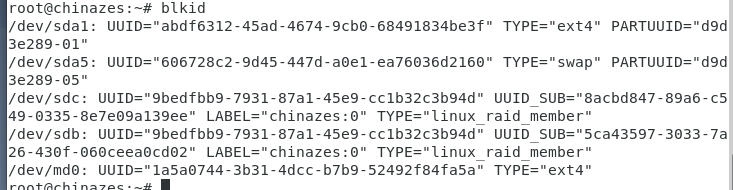 root@chinazes:~# blkid
/dev/sda1: UUID="abdf6312-45ad-4674-9cb0-68491834be3f" TYPE="ext4" PARTUUID="d9d
3e289-01"
/dev/sda5: UUID="606728c2-9d45-447d-a0e1-ea76036d2160" TYPE="swap" PARTUUID="d9d
3e289-05"
/dev/sdc: UUID="9bedfbb9-7931-87a1-45e9-cc1b32c3b94d" UUID_SUB="8acbd847-89a6-c5
49-0335-8e7e09a139ee" LABEL="chinazes:0" TYPE="linux_raid_member"
/dev/sdb: UUID="9bedfbb9-7931-87a1-45e9-cc1b32c3b94d" UUID_SUB="5ca43597-3033-7a
26-430f-060ceea0cd02" LABEL="chinazes:0" TYPE="linux_raid_member"
/dev/md0: UUID="1a5a0744-3b31-4dcc-b7b9-52492f84fa5a" TYPE="ext4"
root@chinazes:~#